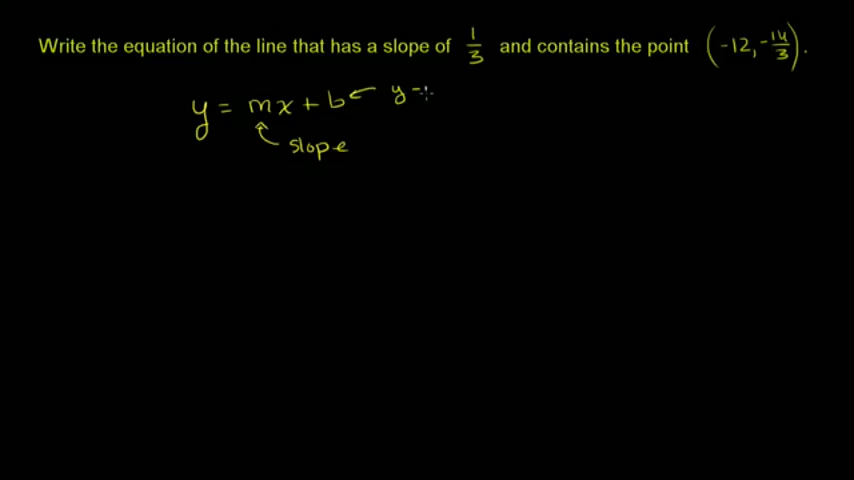 Write the equation of the line that has a slope of 1/3 and contains the point (-12, -14/3).
y = mx + b ← y -
slope